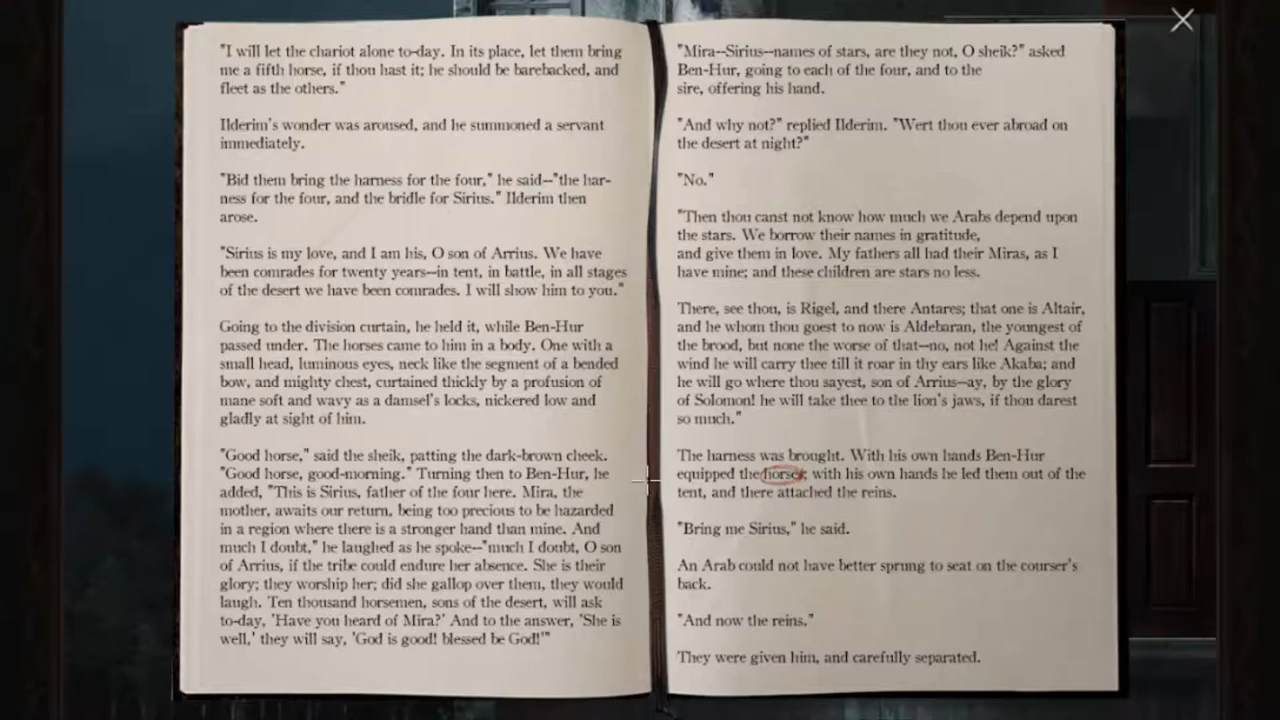 "I will let the chariot alone to-day. In its place, let them bring
me a fifth horse, if thou hast it; he should be barebacked, and
fleet as the others."
Ilderim's wonder was aroused, and he summoned a servant
immediately.
"Bid them bring the harness for the four," he said--"the har-
ness for the four, and the bridle for Sirius." Ilderim then
arose.
"Sirius is my love, and I am his, O son of Arrius. We have
been comrades for twenty years--in tent, in battle, in all stages
of the desert we have been comrades. I will show him to you."
Going to the division curtain, he held it, while Ben-Hur
passed under. The horses came to him in a body. One with a
small head, luminous eyes, neck like the segment of a bended
bow, and mighty chest, curtained thickly by a profusion of
mane soft and wavy as a damsel's locks, nickered low and
gladly at sight of him.
"Good horse," said the sheik, patting the dark-brown cheek.
"Good horse, good-morning." Turning then to Ben-Hur, he
added, "This is Sirius, father of the four here. Mira, the
mother, awaits our return, being too precious to be hazarded
in a region where there is a stronger hand than mine. And
much I doubt," he laughed as he spoke--"much I doubt, O son
of Arrius, if the tribe could endure her absence. She is their
glory; they worship her; did she gallop over them, they would
laugh. Ten thousand horsemen, sons of the desert, will ask
to-day, 'Have you heard of Mira?' And to the answer, 'She is
well,' they will say, 'God is good! blessed be God!'"
"Mira--Sirius--names of stars, are they not, O sheik?" asked
Ben-Hur, going to each of the four, and to the
sire, offering his hand.
"And why not?" replied Ilderim. "Wert thou ever abroad on
the desert at night?"
"No."
"Then thou canst not know how much we Arabs depend upon
the stars. We borrow their names in gratitude,
and give them in love. My fathers all had their Miras, as I
have mine; and these children are stars no less.
There, see thou, is Rigel, and there Antares; that one is Altair,
and he whom thou goest to now is Aldebaran, the youngest of
the brood, but none the worse of that--no, not he! Against the
wind he will carry thee till it roar in thy ears like Akaba; and
he will go where thou sayest, son of Arrius--ay, by the glory
of Solomon! he will take thee to the lion's jaws, if thou darest
so much."
The harness was brought. With his own hands Ben-Hur
equipped the horses; with his own hands he led them out of the
tent, and there attached the reins.
"Bring me Sirius," he said.
An Arab could not have better sprung to seat on the courser's
back.
"And now the reins."
They were given him, and carefully separated.